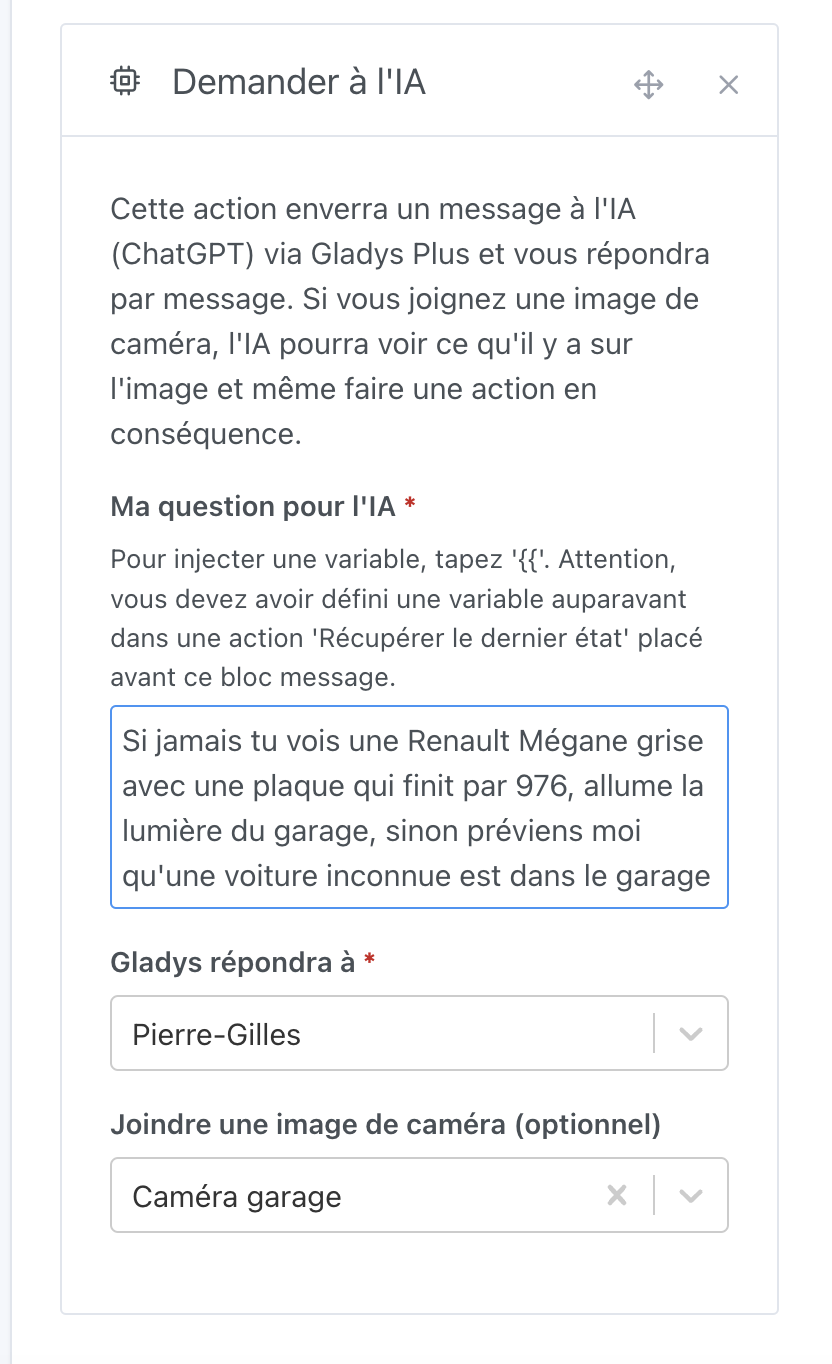 Demander à l'IA
Cette action enverra un message à l'IA
(ChatGPT) via Gladys Plus et vous répondra
par message. Si vous joignez une image de
caméra, l'IA pourra voir ce qu'il y a sur
l'image et même faire une action en
conséquence.
Ma question pour l'IA *
Pour injecter une variable, tapez '{{'. Attention,
vous devez avoir défini une variable auparavant
dans une action 'Récupérer le dernier état' placé
avant ce bloc message.
Si jamais tu vois une Renault Mégane grise
avec une plaque qui finit par 976, allume la
lumière du garage, sinon préviens moi
qu'une voiture inconnue est dans le garage
Gladys répondra à *
Pierre-Gilles
Joindre une image de caméra (optionnel)
Caméra garage